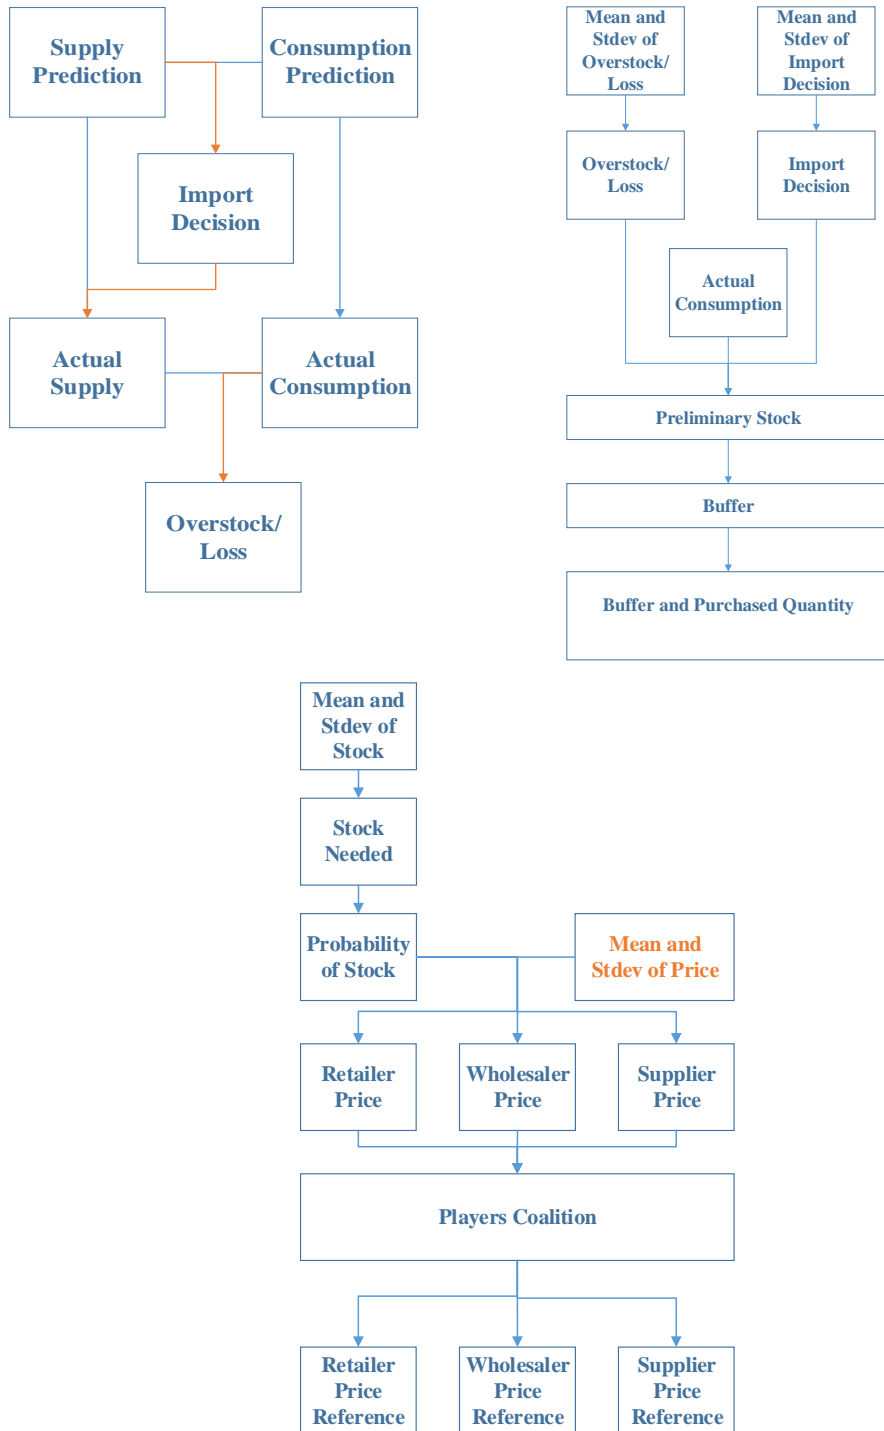 Supply
Prediction
Consumption
Prediction
Import
Decision
Actual
Supply
Actual
Consumption
Overstock/
Loss
Mean and
Stdev of
Overstock/
Loss
Mean and
Stdev of
Import
Decision
Overstock/
Loss
Import
Decision
Actual
Consumption
Preliminary Stock
Buffer
Buffer and Purchased Quantity
Mean and
Stdev of
Stock
Stock
Needed
Probability
of Stock
Mean and
Stdev of Price
Retailer
Price
Wholesaler
Price
Supplier
Price
Players Coalition
Retailer
Price
Reference
Wholesaler
Price
Reference
Supplier
Price
Reference